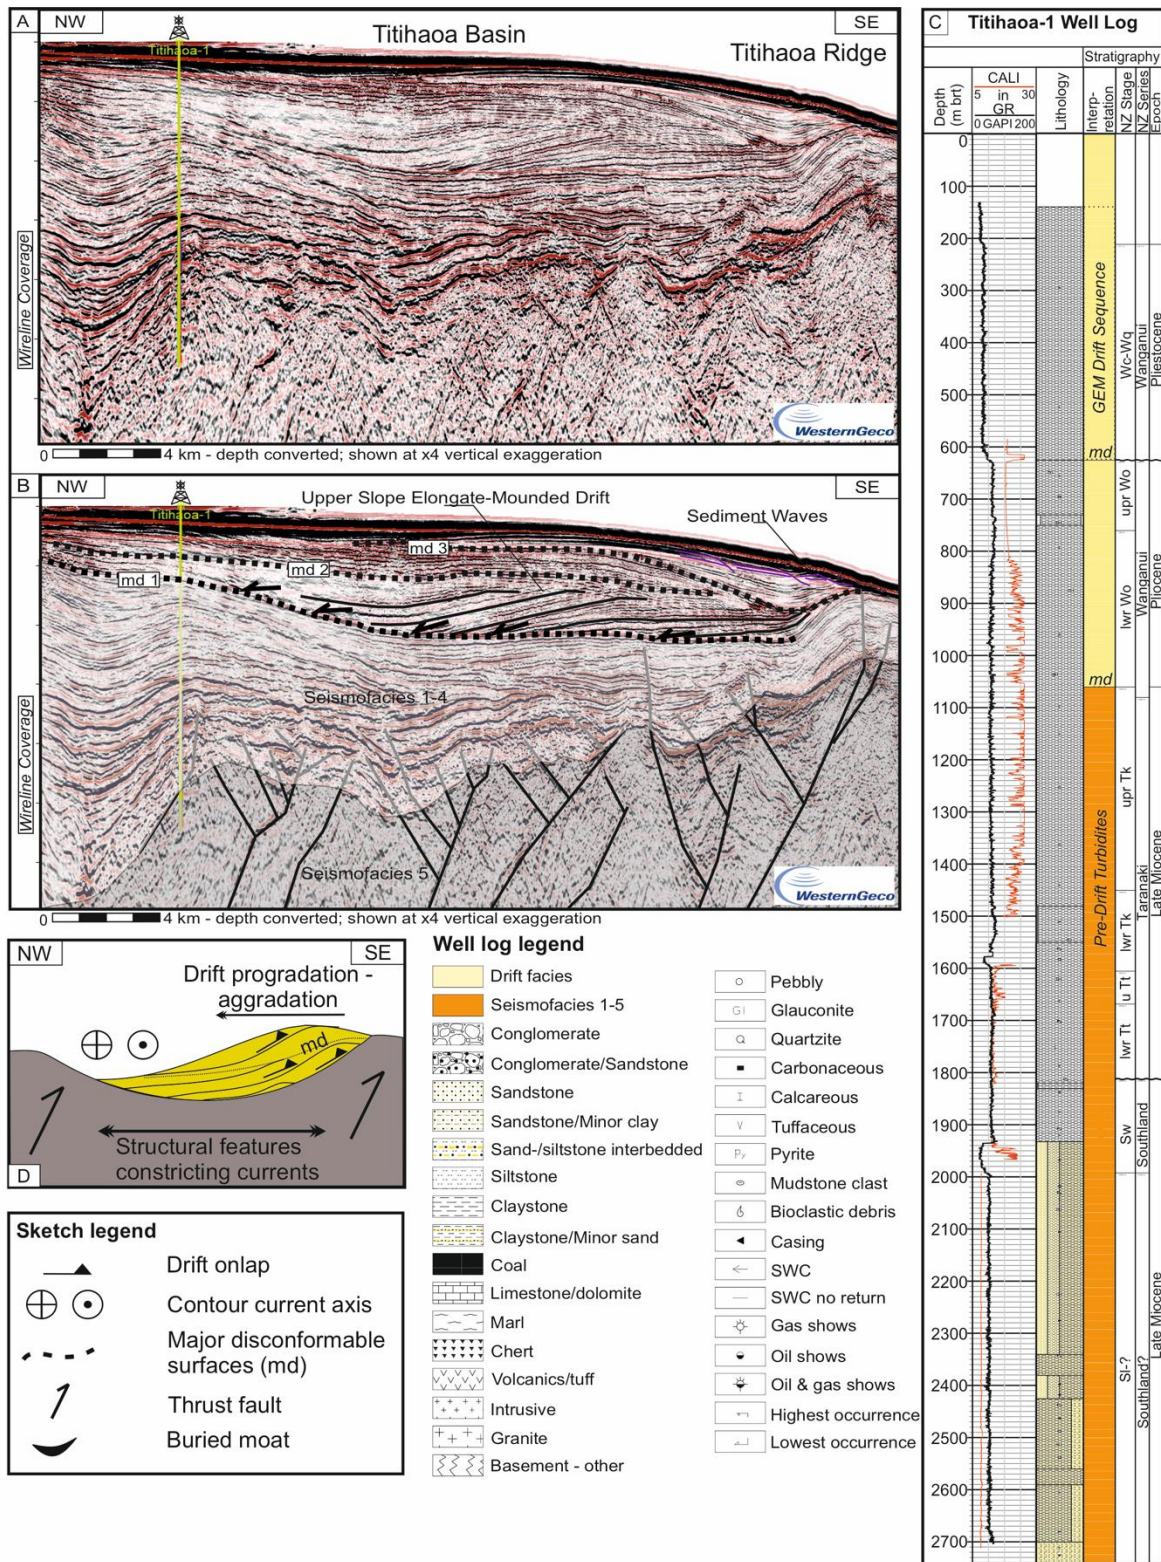 A
NW
SE
Titihaoa Basin
Titihaoa Ridge
Titihaoa-1
Wireline Coverage
WesternGeco
0
4 km - depth converted; shown at x4 vertical exaggeration
B
NW
SE
Upper Slope Elongate-Mounded Drift
Titihaoa-1
Sediment Waves
md 3
md 2
md 1
Seismofacies 1-4
Wireline Coverage
Seismofacies 5
WesternGeco
0
4 km - depth converted; shown at x4 vertical exaggeration
C
Titihaoa-1 Well Log
Stratigraphy
Depth
(m brt)
CALI
5 in 30
GR
0 GAPI 200
Lithology
Interp-
retation
NZ Stage
NZ Series
Epoch
0
100
200
300
400
500
600
700
800
900
1000
1100
1200
1300
1400
1500
1600
1700
1800
1900
2000
2100
2200
2300
2400
2500
2600
2700
GEM Drift Sequence
md
md
Pre-Drift Turbidites
Wc-Wq
upr Wo
lwr Wo
upr Tk
lwr Tk
u Tt
lwr Tt
Sw
Sl-?
Wanganui
Wanganui
Taranaki
Southland
Southland?
Pliestocene
Pliocene
Late Miocene
Late Miocene
NW
SE
Drift progradation -
aggradation
md
Structural features
constricting currents
D
Sketch legend
Drift onlap
Contour current axis
Major disconformable
surfaces (md)
Thrust fault
Buried moat
Well log legend
Drift facies
Seismofacies 1-5
Conglomerate
Conglomerate/Sandstone
Sandstone
Sandstone/Minor clay
Sand-/siltstone interbedded
Siltstone
Claystone
Claystone/Minor sand
Coal
Limestone/dolomite
Marl
Chert
Volcanics/tuff
Intrusive
Granite
Basement - other
Pebbly
Gl Glauconite
Q Quartzite
Carbonaceous
Calcareous
Tuffaceous
Py Pyrite
Mudstone clast
Bioclastic debris
Casing
SWC
SWC no return
Gas shows
Oil shows
Oil & gas shows
Highest occurrence
Lowest occurrence